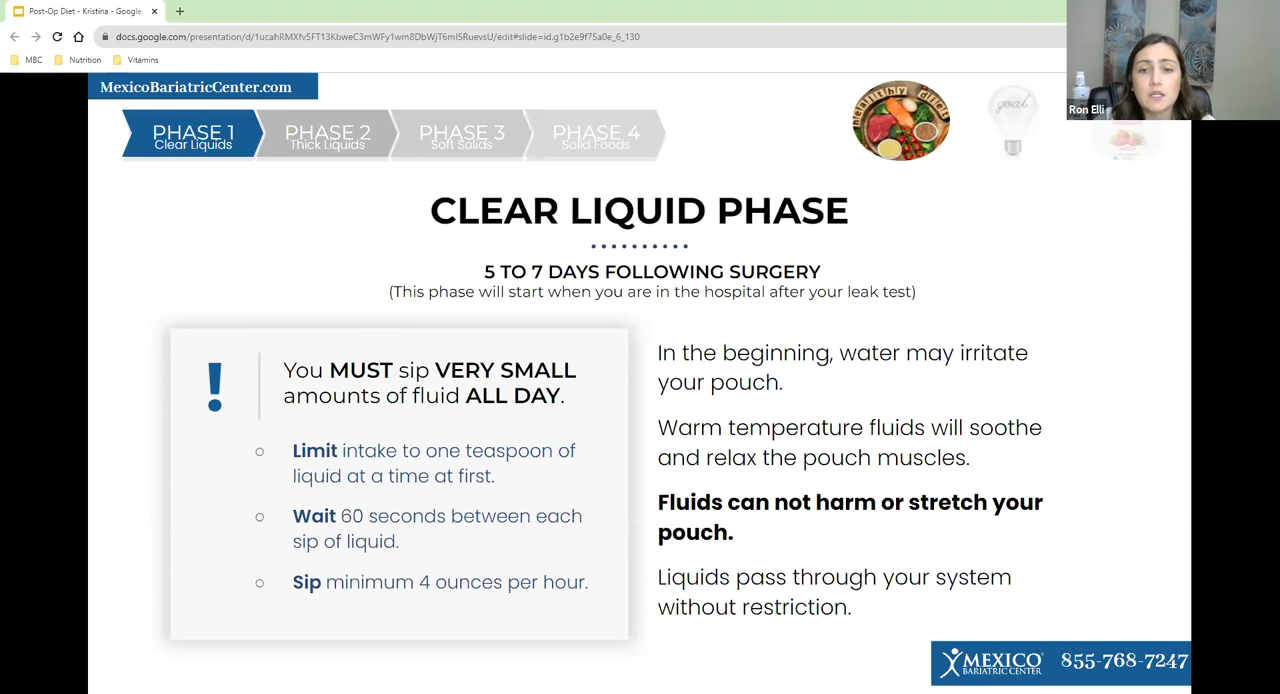 Post-Op Diet - Kristina - Google
docs.google.com/presentation/d/1ucahRMXfv5FT13KbweC3mWFy1wm8DbWjT6ml5RuevsU/edit#slide=id.g1b2e9f75a0e_6_130
MBC Nutrition Vitamins
Ron Elli
MexicoBariatricCenter.com
PHASE 1 PHASE 2 PHASE 3 PHASE 4
Clear Liquids Thick Liquids Soft Solids Solid Foods
healthy diet
goal
CLEAR LIQUID PHASE
5 TO 7 DAYS FOLLOWING SURGERY
(This phase will start when you are in the hospital after your leak test)
!
You MUST sip VERY SMALL
amounts of fluid ALL DAY.
Limit intake to one teaspoon of
liquid at a time at first.
Wait 60 seconds between each
sip of liquid.
Sip minimum 4 ounces per hour.
In the beginning, water may irritate
your pouch.
Warm temperature fluids will soothe
and relax the pouch muscles.
Fluids can not harm or stretch your
pouch.
Liquids pass through your system
without restriction.
MEXICO
BARIATRIC CENTER
855-768-7247